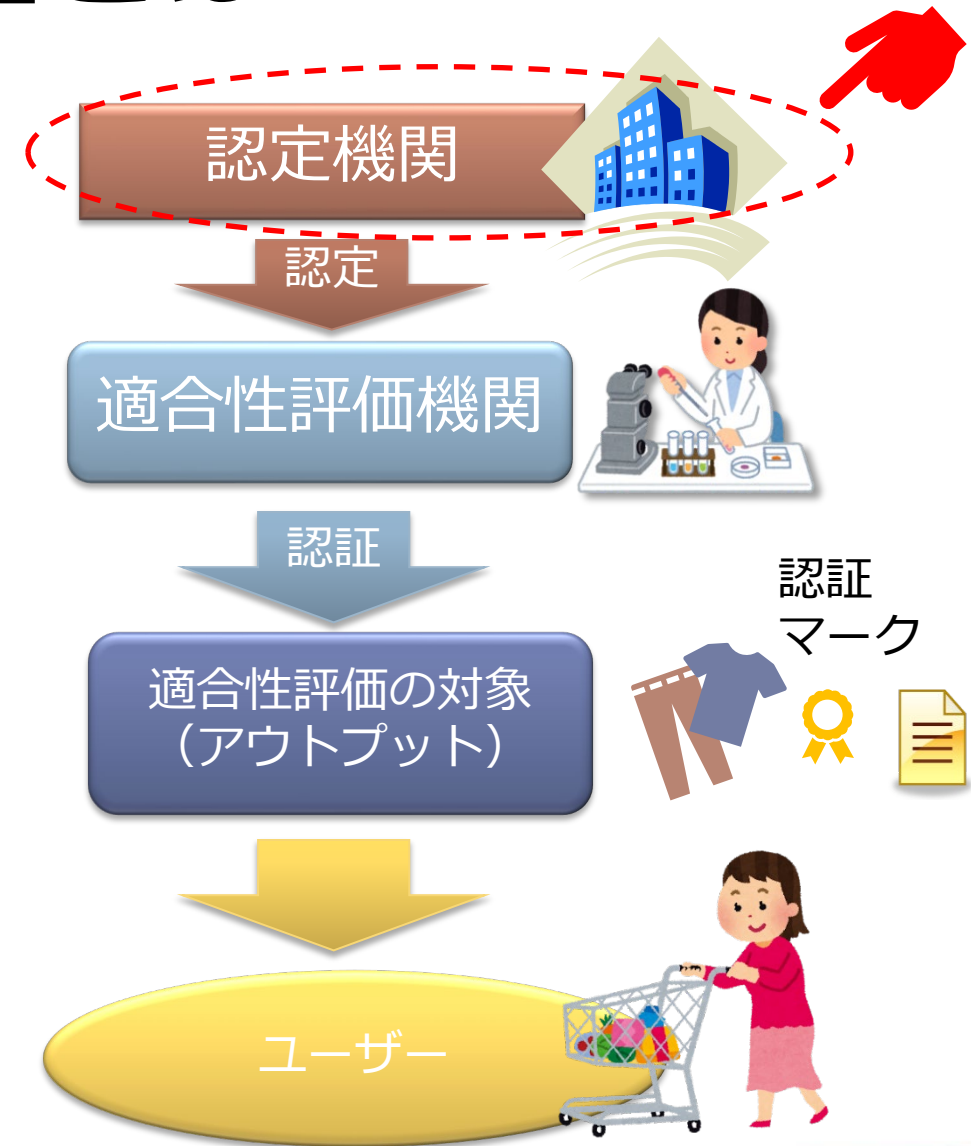 認定機関
認定
適合性評価機関
認証
認証
マーク
適合性評価の対象
（アウトプット）
ユーザー